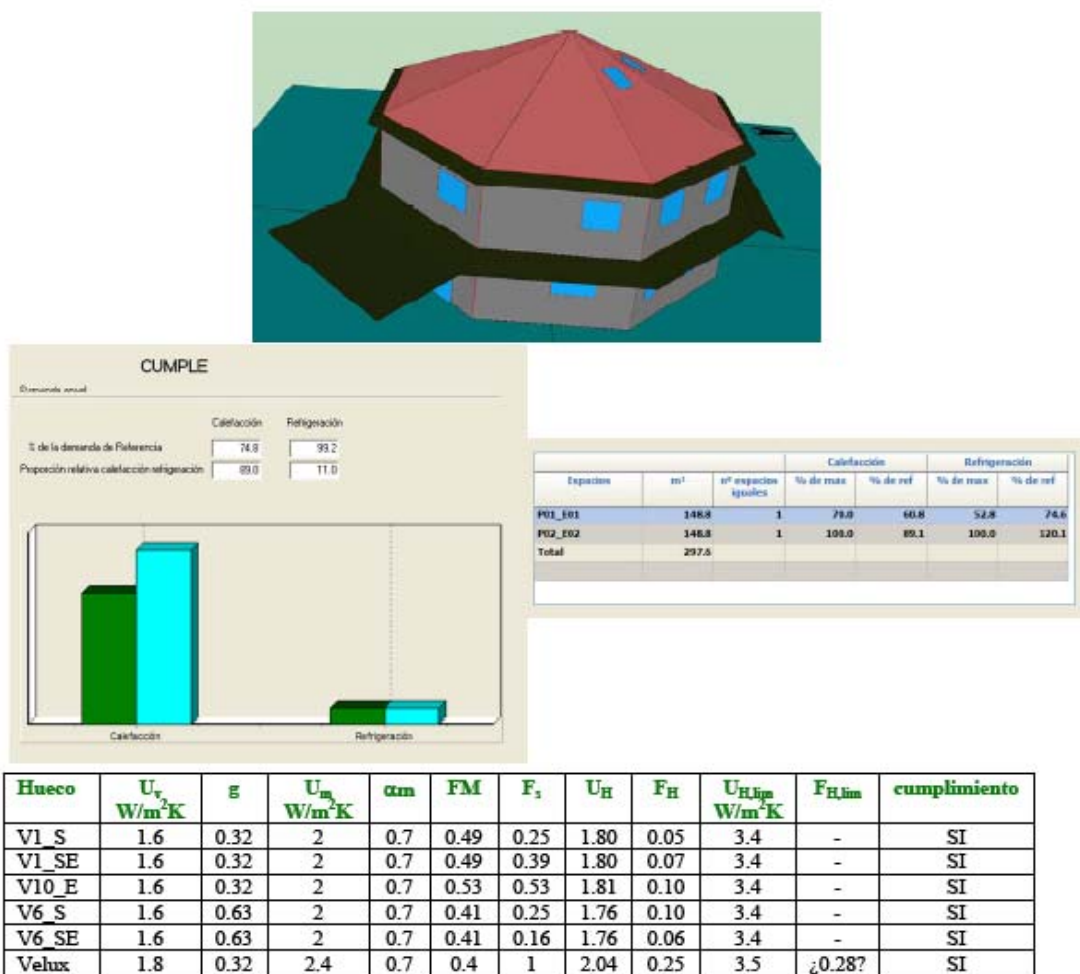 CUMPLE
Demanda anual
Calefacción Refrigeración
% de la demanda de Referencia 74.8 99.2
Proporción relativa calefacción refrigeración 89.0 11.0
Calefacción Refrigeración
Calefacción Refrigeración
Espacios m² nº espacios iguales % de max % de ref % de max % de ref
P01_E01 148.8 1 70.0 60.8 52.8 74.6
P02_E02 148.8 1 100.0 89.1 100.0 120.1
Total 297.6
Hueco Uv W/m²K g Um W/m²K αm FM Fs UH FH UH,lim W/m²K FH,lim cumplimiento
V1_S 1.6 0.32 2 0.7 0.49 0.25 1.80 0.05 3.4 - SI
V1_SE 1.6 0.32 2 0.7 0.49 0.39 1.80 0.07 3.4 - SI
V10_E 1.6 0.32 2 0.7 0.53 0.53 1.81 0.10 3.4 - SI
V6_S 1.6 0.63 2 0.7 0.41 0.25 1.76 0.10 3.4 - SI
V6_SE 1.6 0.63 2 0.7 0.41 0.16 1.76 0.06 3.4 - SI
Velux 1.8 0.32 2.4 0.7 0.4 1 2.04 0.25 3.5 ¿0.28? SI